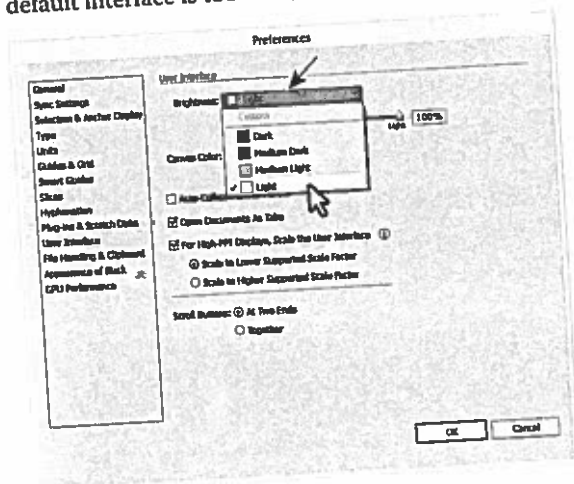 default interface is
Preferences
General
Sync Settings
Selection & Anchor Display
Type
Units
Guides & Grid
Smart Guides
Slices
Hyphenation
Plug-ins & Scratch Disks
User Interface
File Handling & Clipboard
Appearance of Black
GPU Performance
User Interface
Brightness: Light
Custom
Dark
Medium Dark
Medium Light
Light
Light 100%
Canvas Color:
Open Documents As Tabs
For High-PPI Displays, Scale the User Interface
Scale to Lower Supported Scale Factor
Scale to Higher Supported Scale Factor
Scroll Buttons: At Two Ends
Together
OK Cancel